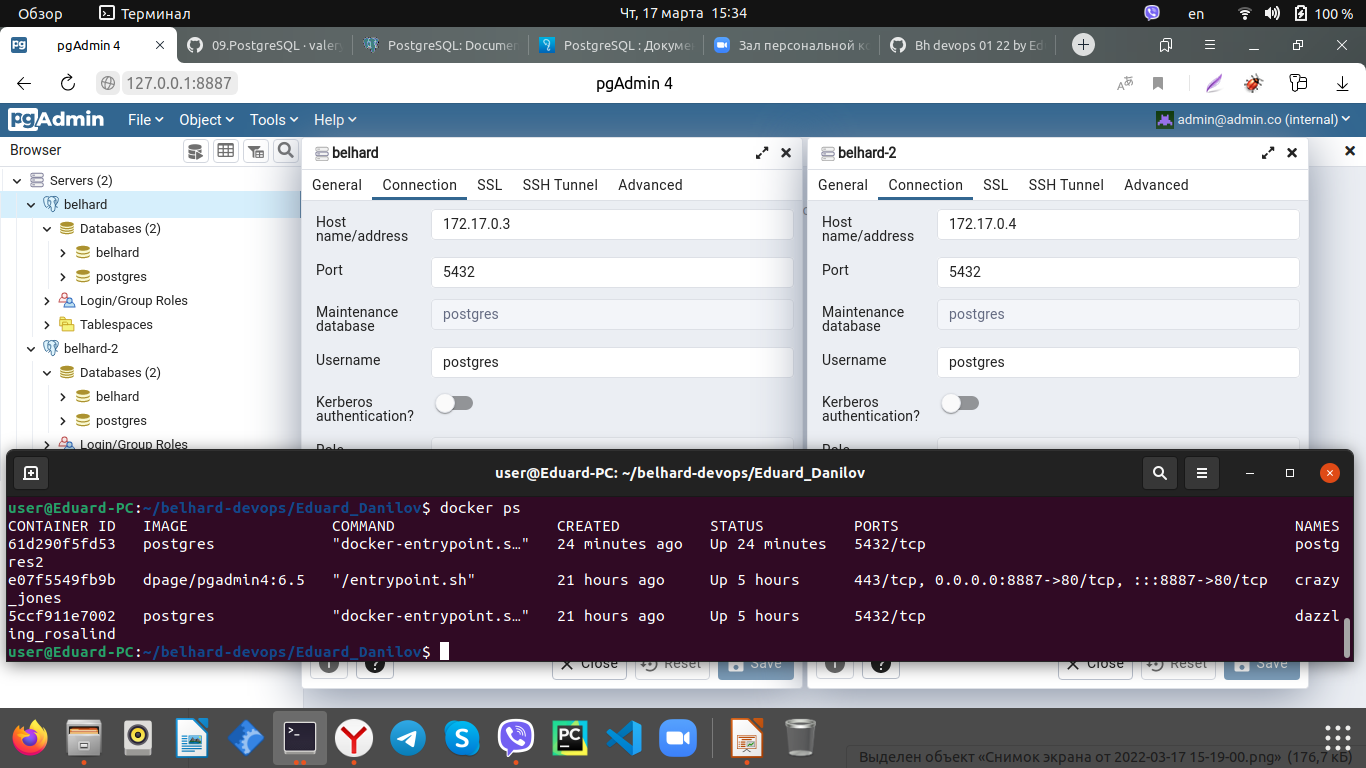 Обзор Терминал Чт, 17 марта 15:34 en 100 %
pgAdmin 4 09.PostgreSQL · valery PostgreSQL: Documen PostgreSQL : Докумен Зал персональной ко Bh devops 01 22 by Ed
127.0.0.1:8887 pgAdmin 4
pgAdmin File Object Tools Help admin@admin.co (internal)
Browser
Servers (2)
belhard
Databases (2)
belhard
postgres
Login/Group Roles
Tablespaces
belhard-2
Databases (2)
belhard
postgres
Login/Group Roles
belhard
General Connection SSL SSH Tunnel Advanced
Host name/address 172.17.0.3
Port 5432
Maintenance database postgres
Username postgres
Kerberos authentication?
Role
belhard-2
General Connection SSL SSH Tunnel Advanced
Host name/address 172.17.0.4
Port 5432
Maintenance database postgres
Username postgres
Kerberos authentication?
Role
user@Eduard-PC: ~/belhard-devops/Eduard_Danilov
user@Eduard-PC:~/belhard-devops/Eduard_Danilov$ docker ps
CONTAINER ID IMAGE COMMAND CREATED STATUS PORTS NAMES
61d290f5fd53 postgres "docker-entrypoint.s…" 24 minutes ago Up 24 minutes 5432/tcp postg
res2
e07f5549fb9b dpage/pgadmin4:6.5 "/entrypoint.sh" 21 hours ago Up 5 hours 443/tcp, 0.0.0.0:8887->80/tcp, :::8887->80/tcp crazy
_jones
5ccf911e7002 postgres "docker-entrypoint.s…" 21 hours ago Up 5 hours 5432/tcp dazzl
ing_rosalind
user@Eduard-PC:~/belhard-devops/Eduard_Danilov$
Close Reset Save Close Reset Save
Выделен объект «Снимок экрана от 2022-03-17 15-19-00.png» (176,7 кБ)